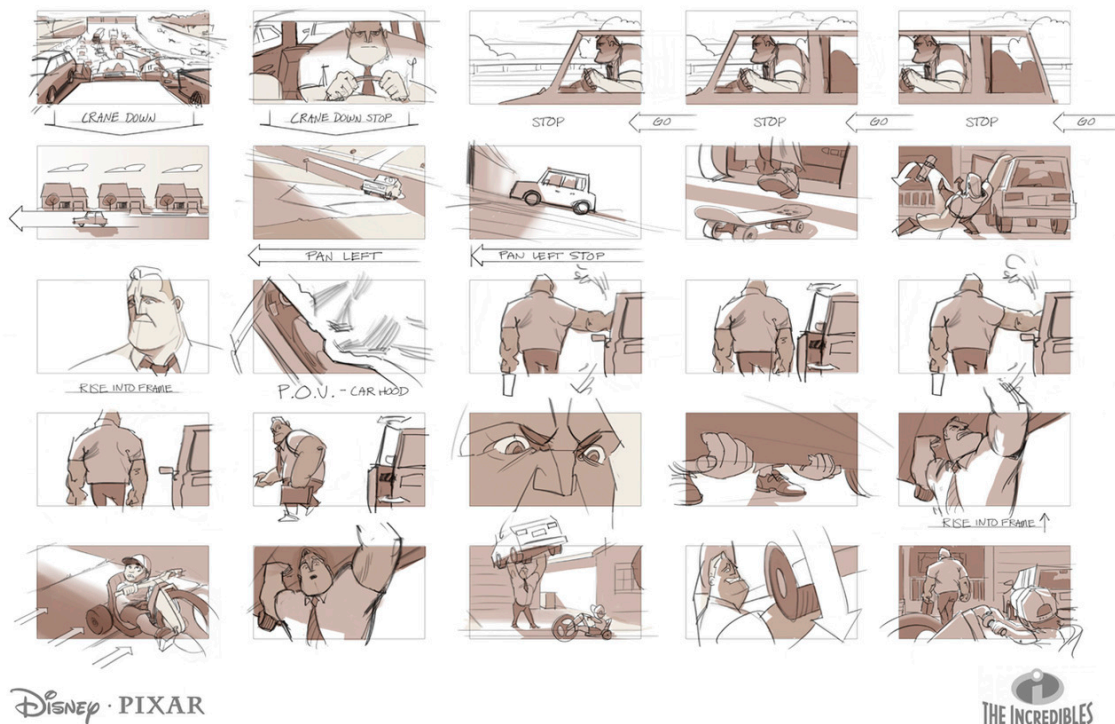 CRANE DOWN
CRANE DOWN STOP
STOP
GO
STOP
GO
STOP
GO
PAN LEFT
PAN LEFT STOP
RISE INTO FRAME
P.O.V. - CAR HOOD
RISE INTO FRAME
DISNEY · PIXAR
THE INCREDIBLES